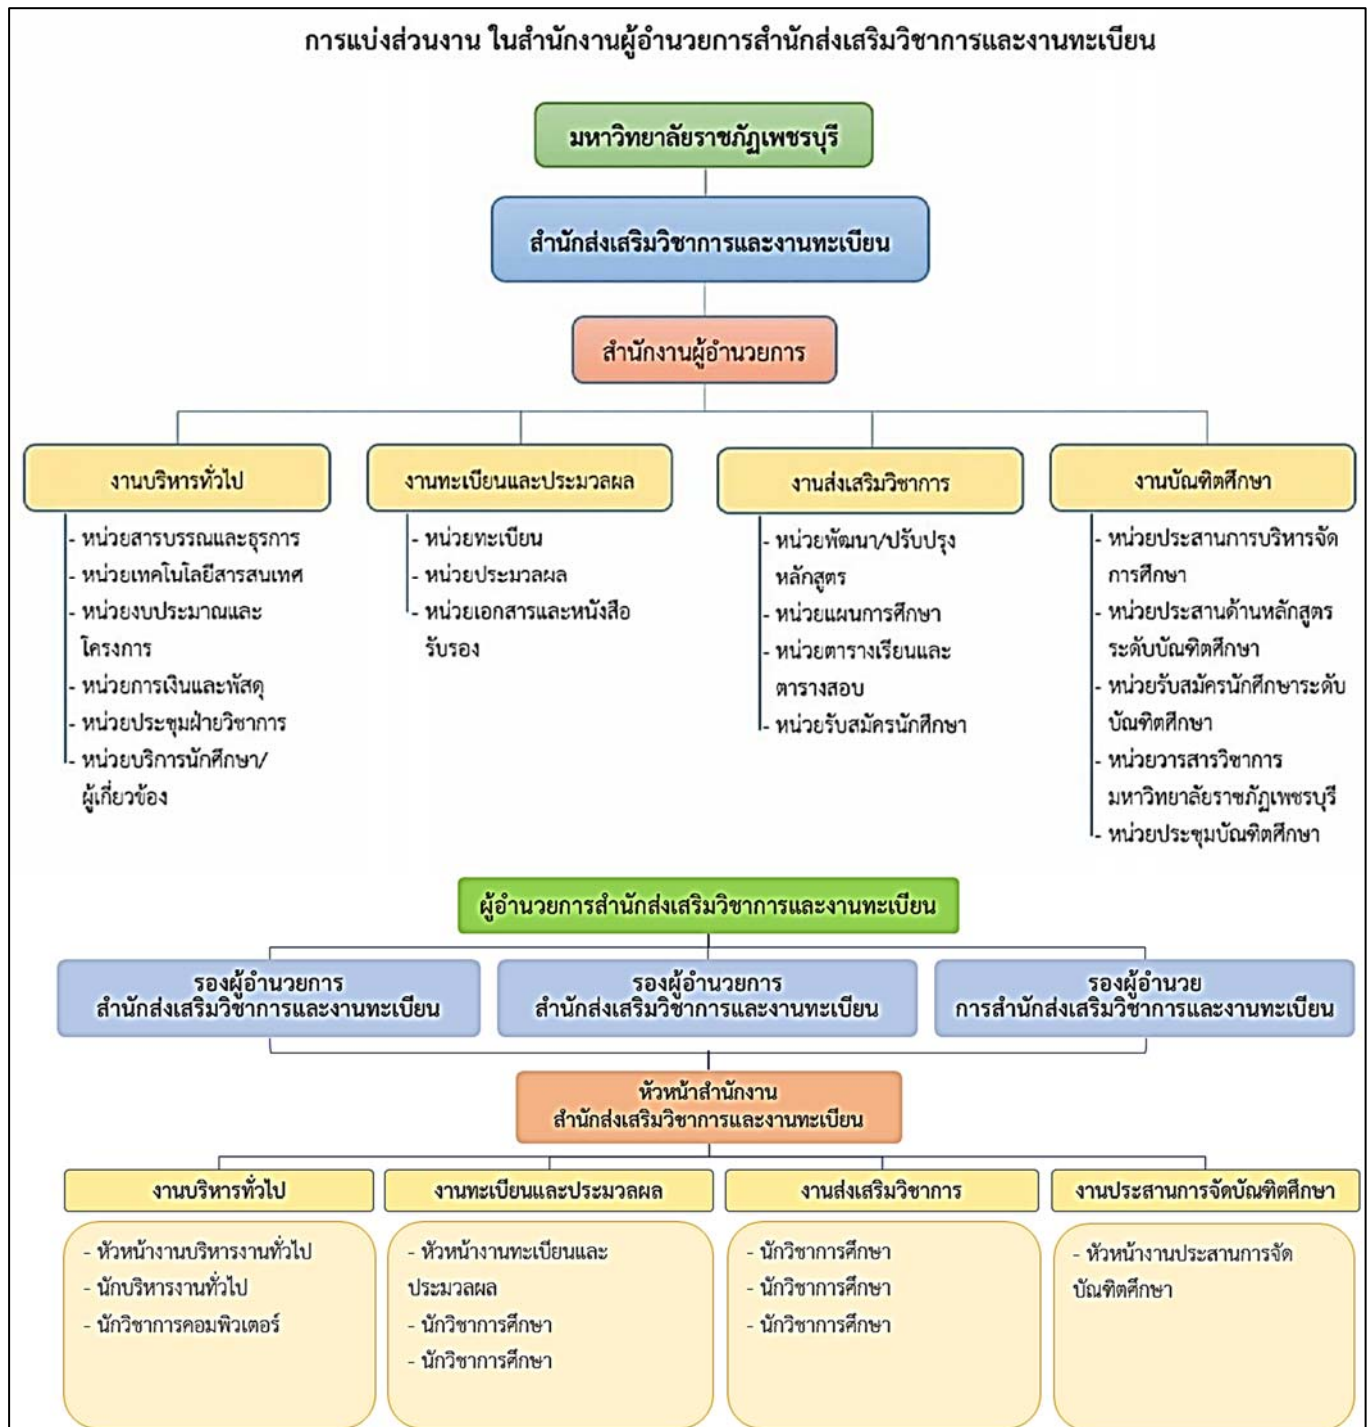 การแบ่งส่วนงาน ในสำนักงานผู้อำนวยการสำนักส่งเสริมวิชาการและงานทะเบียน
มหาวิทยาลัยราชภัฏเพชรบุรี
สำนักส่งเสริมวิชาการและงานทะเบียน
สำนักงานผู้อำนวยการ
งานบริหารทั่วไป
- หน่วยสารบรรณและธุรการ
- หน่วยเทคโนโลยีสารสนเทศ
- หน่วยงบประมาณและ
โครงการ
- หน่วยการเงินและพัสดุ
- หน่วยประชุมฝ่ายวิชาการ
- หน่วยบริการนักศึกษา/
ผู้เกี่ยวข้อง
งานทะเบียนและประมวลผล
- หน่วยทะเบียน
- หน่วยประมวลผล
- หน่วยเอกสารและหนังสือ
รับรอง
งานส่งเสริมวิชาการ
- หน่วยพัฒนา/ปรับปรุง
หลักสูตร
- หน่วยแผนการศึกษา
- หน่วยตารางเรียนและ
ตารางสอบ
- หน่วยรับสมัครนักศึกษา
งานบัณฑิตศึกษา
- หน่วยประสานการบริหารจัด
การศึกษา
- หน่วยประสานด้านหลักสูตร
ระดับบัณฑิตศึกษา
- หน่วยรับสมัครนักศึกษาระดับ
บัณฑิตศึกษา
- หน่วยวารสารวิชาการ
มหาวิทยาลัยราชภัฏเพชรบุรี
- หน่วยประชุมบัณฑิตศึกษา
ผู้อำนวยการสำนักส่งเสริมวิชาการและงานทะเบียน
รองผู้อำนวยการ
สำนักส่งเสริมวิชาการและงานทะเบียน
รองผู้อำนวยการ
สำนักส่งเสริมวิชาการและงานทะเบียน
รองผู้อำนวย
การสำนักส่งเสริมวิชาการและงานทะเบียน
หัวหน้าสำนักงาน
สำนักส่งเสริมวิชาการและงานทะเบียน
งานบริหารทั่วไป
- หัวหน้างานบริหารงานทั่วไป
- นักบริหารงานทั่วไป
- นักวิชาการคอมพิวเตอร์
งานทะเบียนและประมวลผล
- หัวหน้างานทะเบียนและ
ประมวลผล
- นักวิชาการศึกษา
- นักวิชาการศึกษา
งานส่งเสริมวิชาการ
- นักวิชาการศึกษา
- นักวิชาการศึกษา
- นักวิชาการศึกษา
งานประสานการจัดบัณฑิตศึกษา
- หัวหน้างานประสานการจัด
บัณฑิตศึกษา